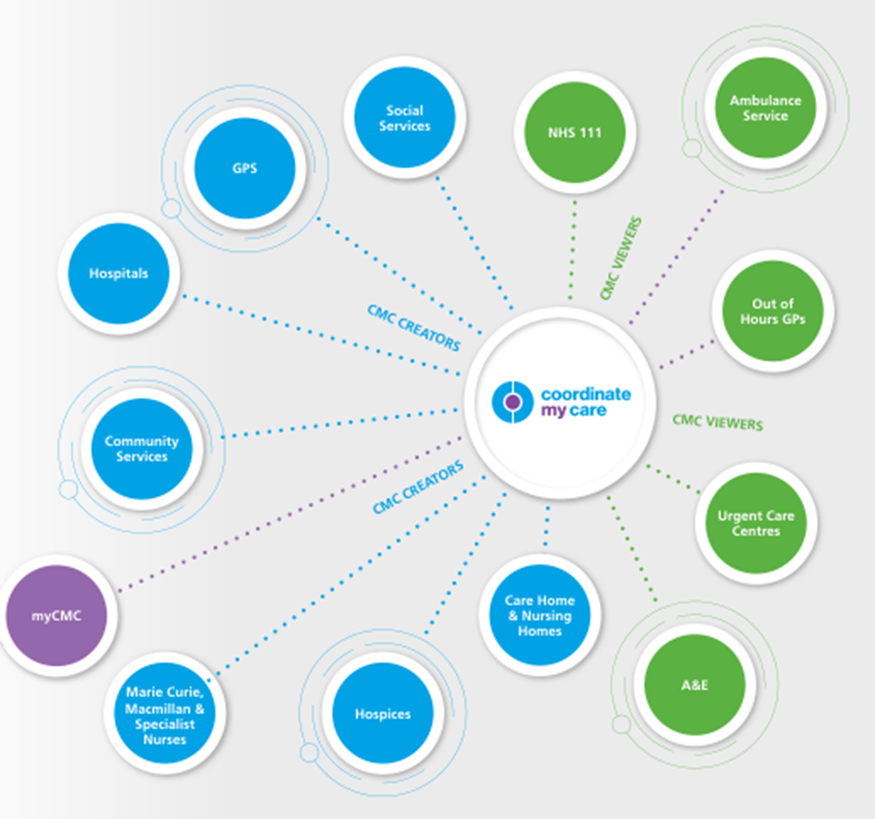 Social
Services
NHS 111
Ambulance
Service
GPS
Hospitals
CMC VIEWERS
Out of
Hours GPs
CMC CREATORS
coordinate
my care
CMC VIEWERS
Community
Services
CMC CREATORS
Urgent Care
Centres
myCMC
Care Home
& Nursing
Homes
Marie Curie,
Macmillan &
Specialist
Nurses
Hospices
A&E